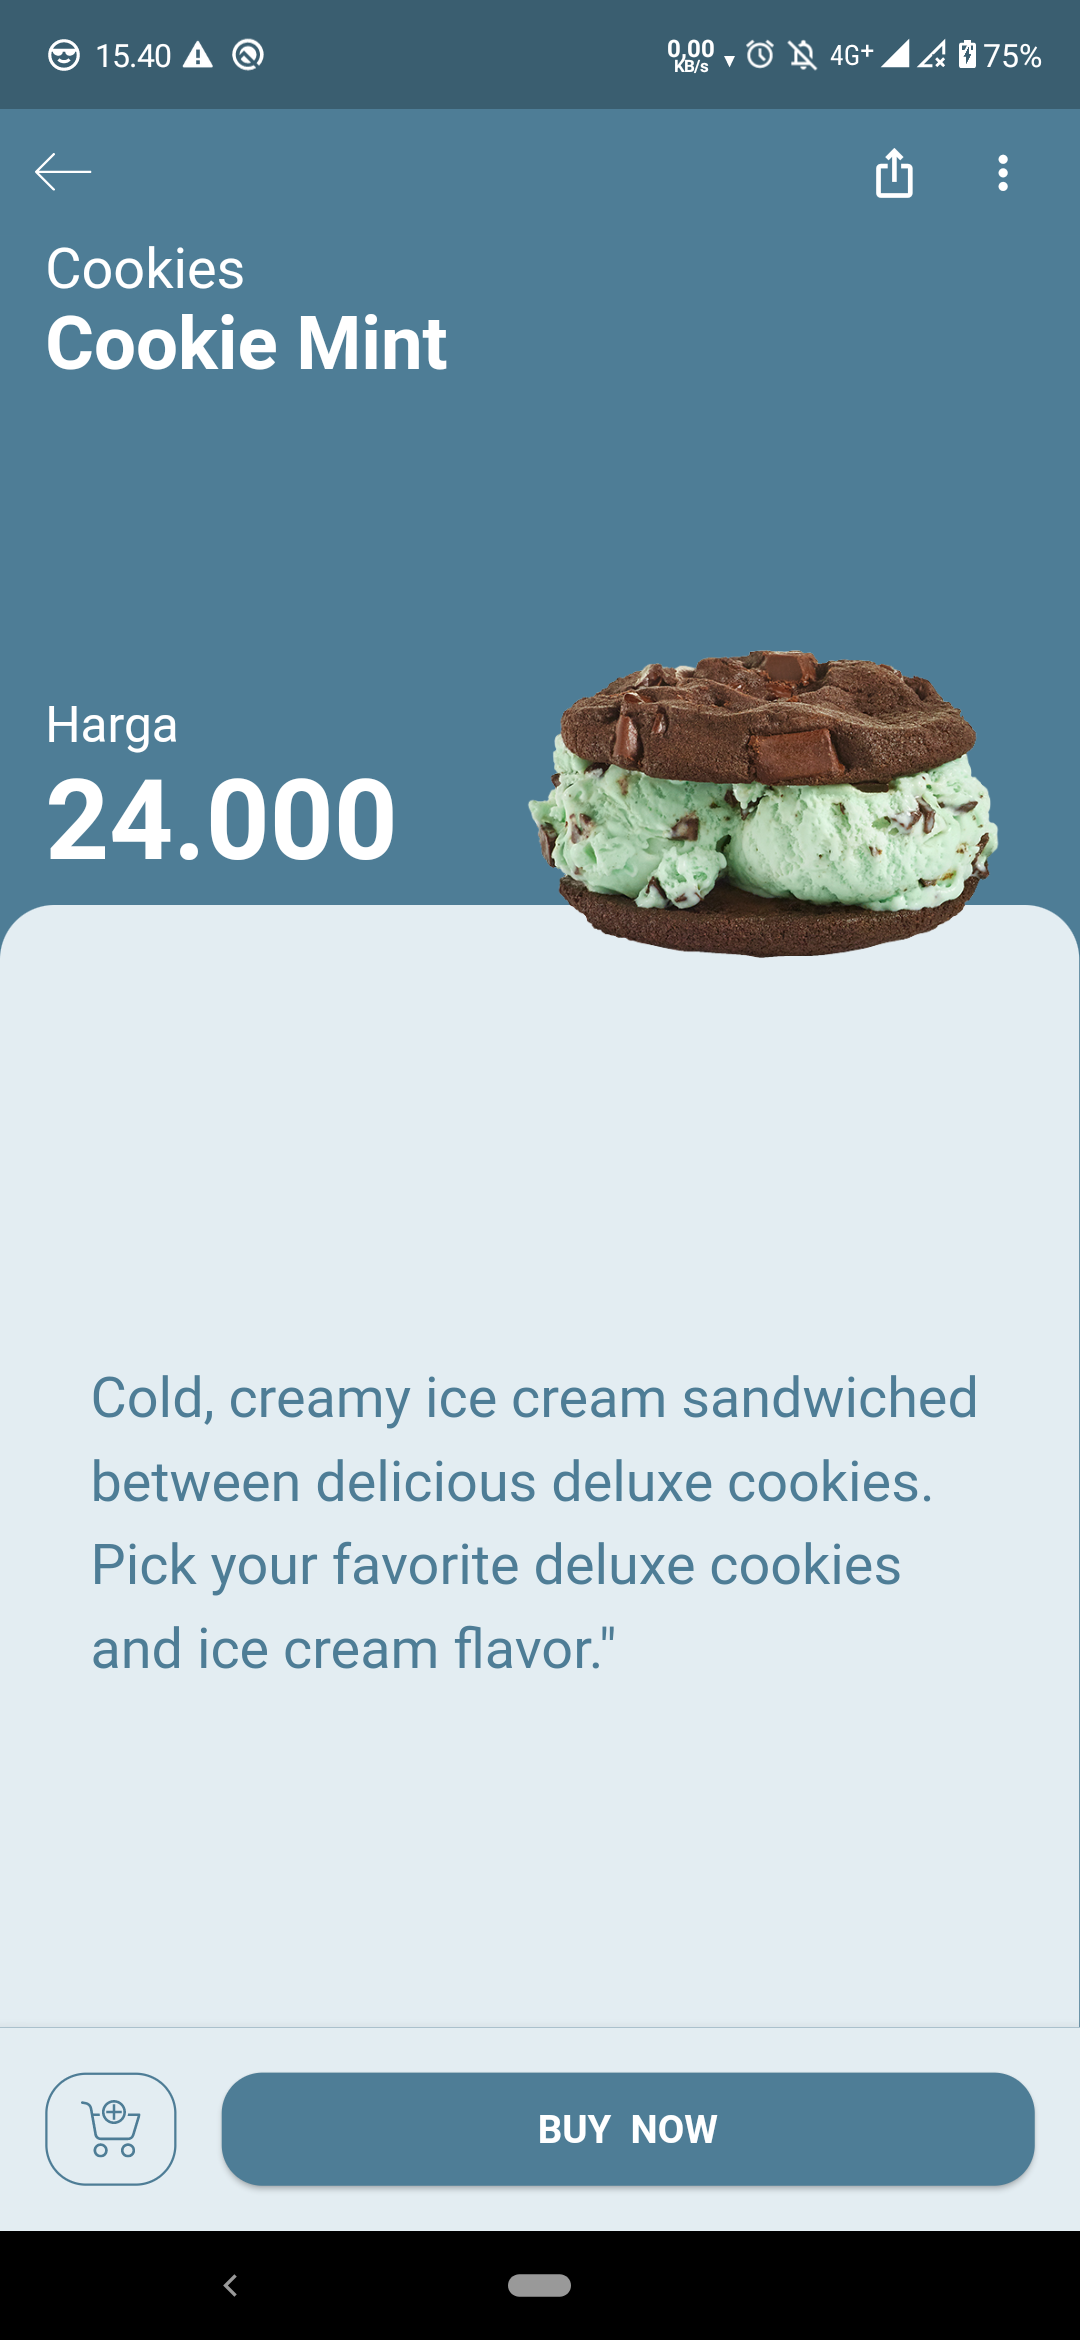 15.40
0,00
KB/s
4G+
75%
Cookies
Cookie Mint
Harga
24.000
Cold, creamy ice cream sandwiched
between delicious deluxe cookies.
Pick your favorite deluxe cookies
and ice cream flavor."
BUY NOW